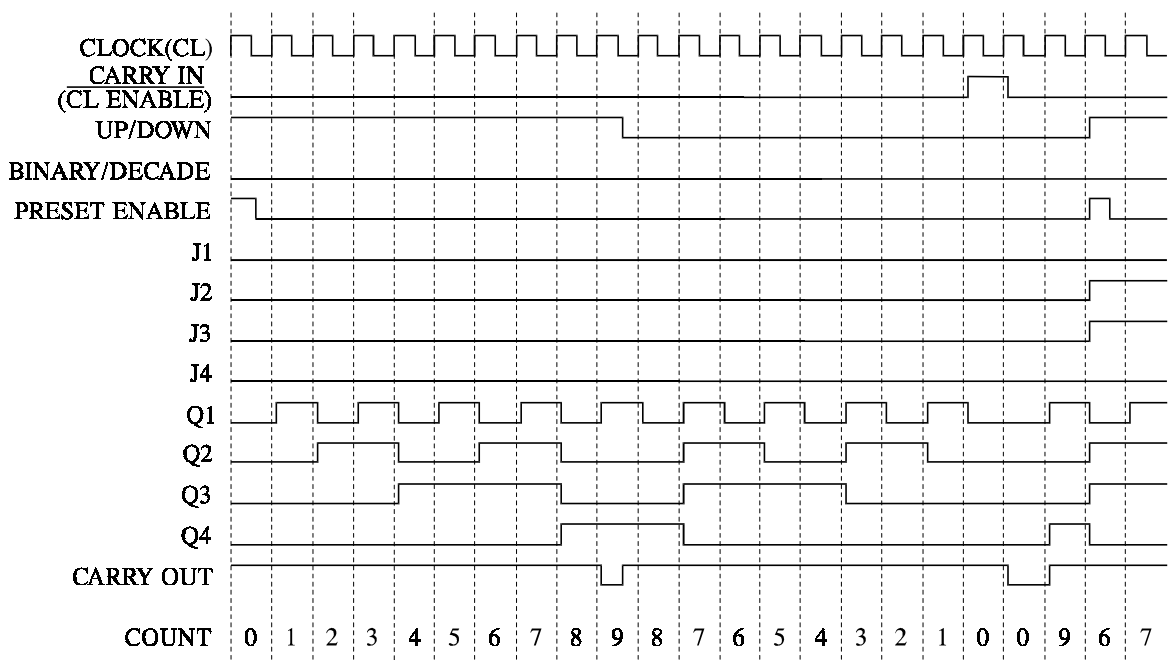 CLOCK(CL)
CARRY IN
(CL ENABLE)
UP/DOWN
BINARY/DECADE
PRESET ENABLE
J1
J2
J3
J4
Q1
Q2
Q3
Q4
CARRY OUT
COUNT 0 1 2 3 4 5 6 7 8 9 8 7 6 5 4 3 2 1 0 0 9 6 7